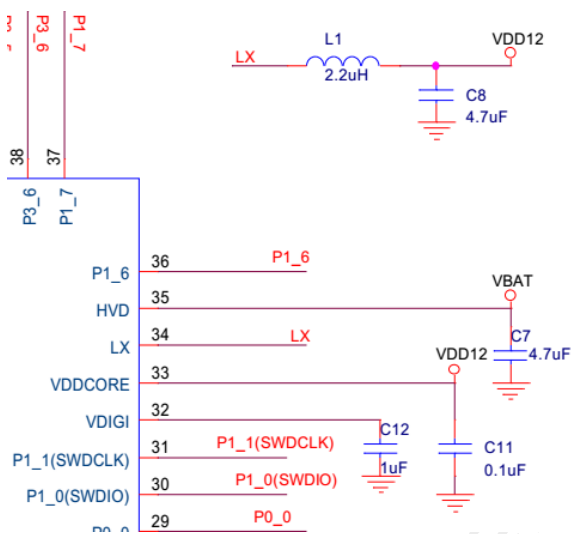 P3_6
P1_7
LX
L1
2.2uH
VDD12
C8
4.7uF
38
37
P3_6
P1_7
P1_6
36
P1_6
HVD
35
VBAT
LX
34
LX
C7
4.7uF
VDDCORE
33
VDD12
VDIGI
32
C12
1uF
C11
0.1uF
P1_1(SWDCLK)
31
P1_1(SWDCLK)
P1_0(SWDIO)
30
P1_0(SWDIO)
29
P0_0